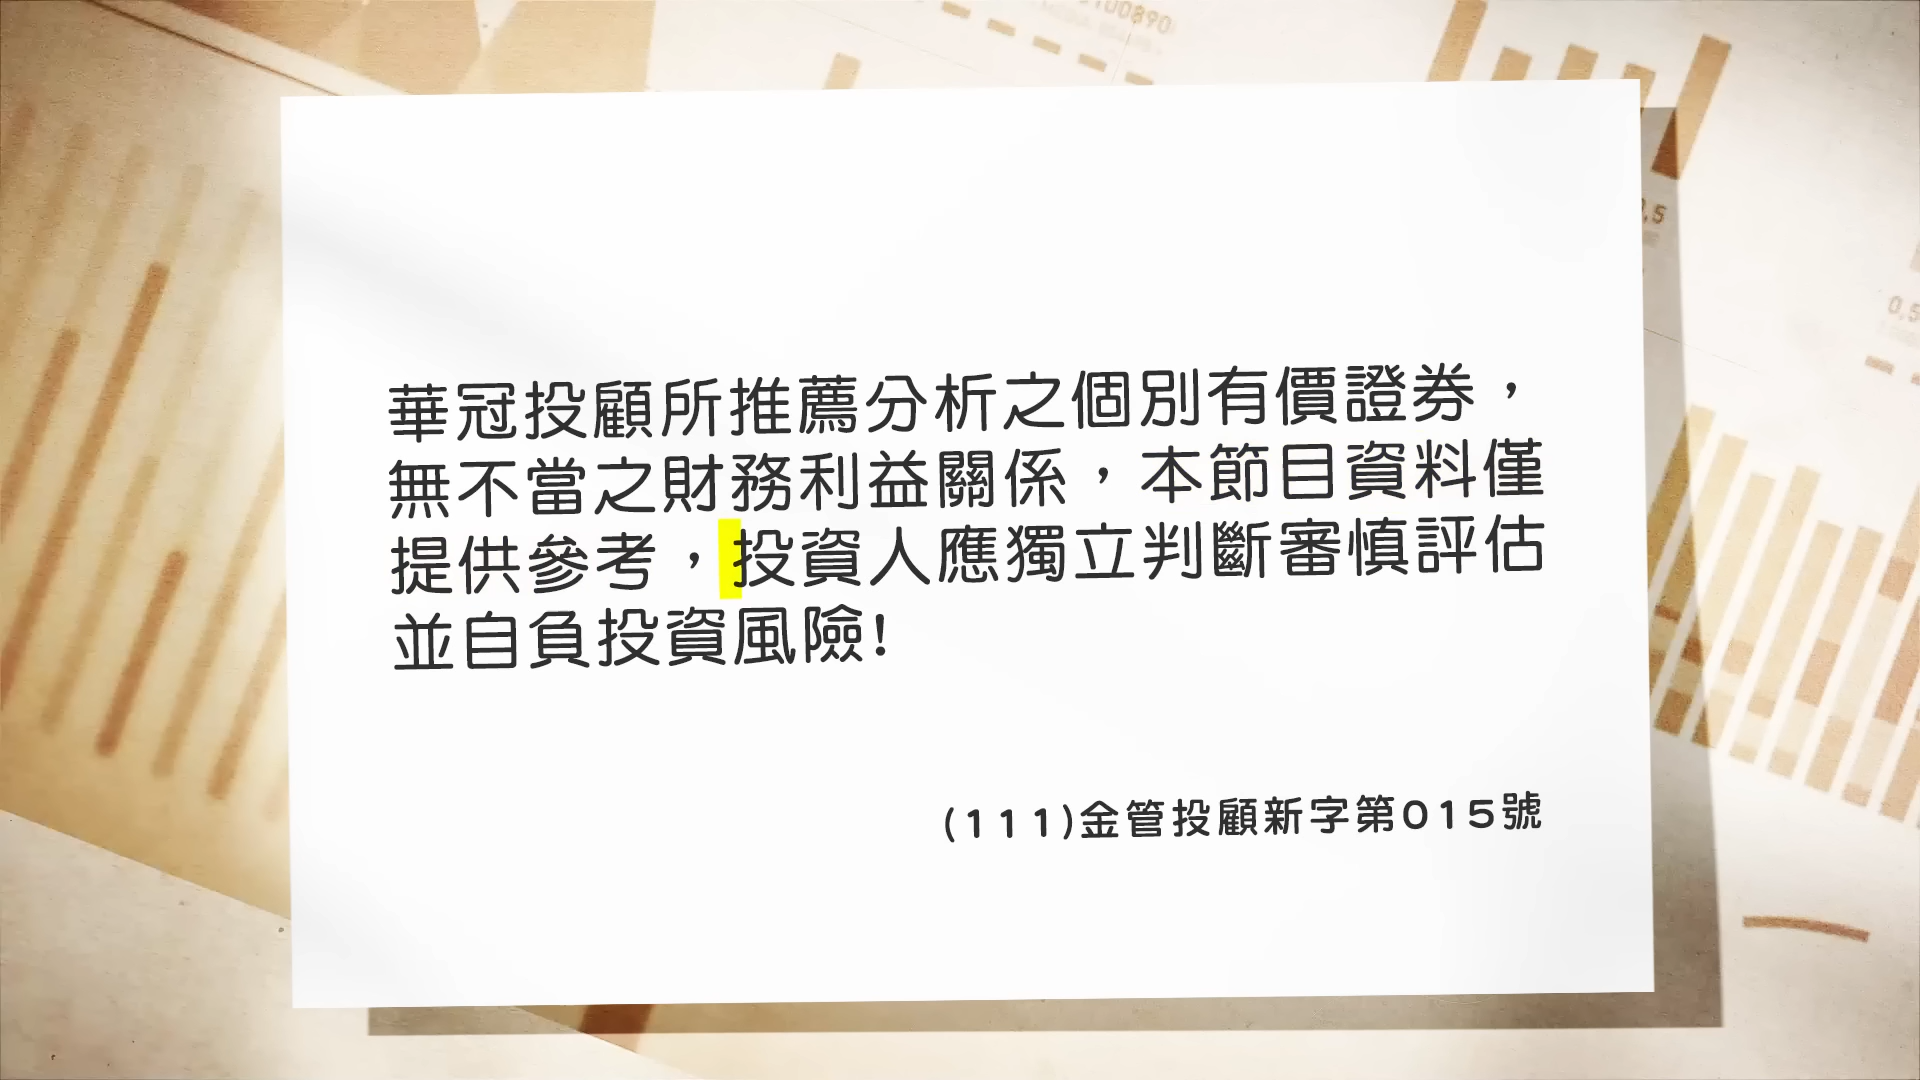 100890
0,5
華冠投顧所推薦分析之個別有價證券，
無不當之財務利益關係，本節目資料僅
提供參考，投資人應獨立判斷審慎評估
並自負投資風險!
(111)金管投顧新字第015號